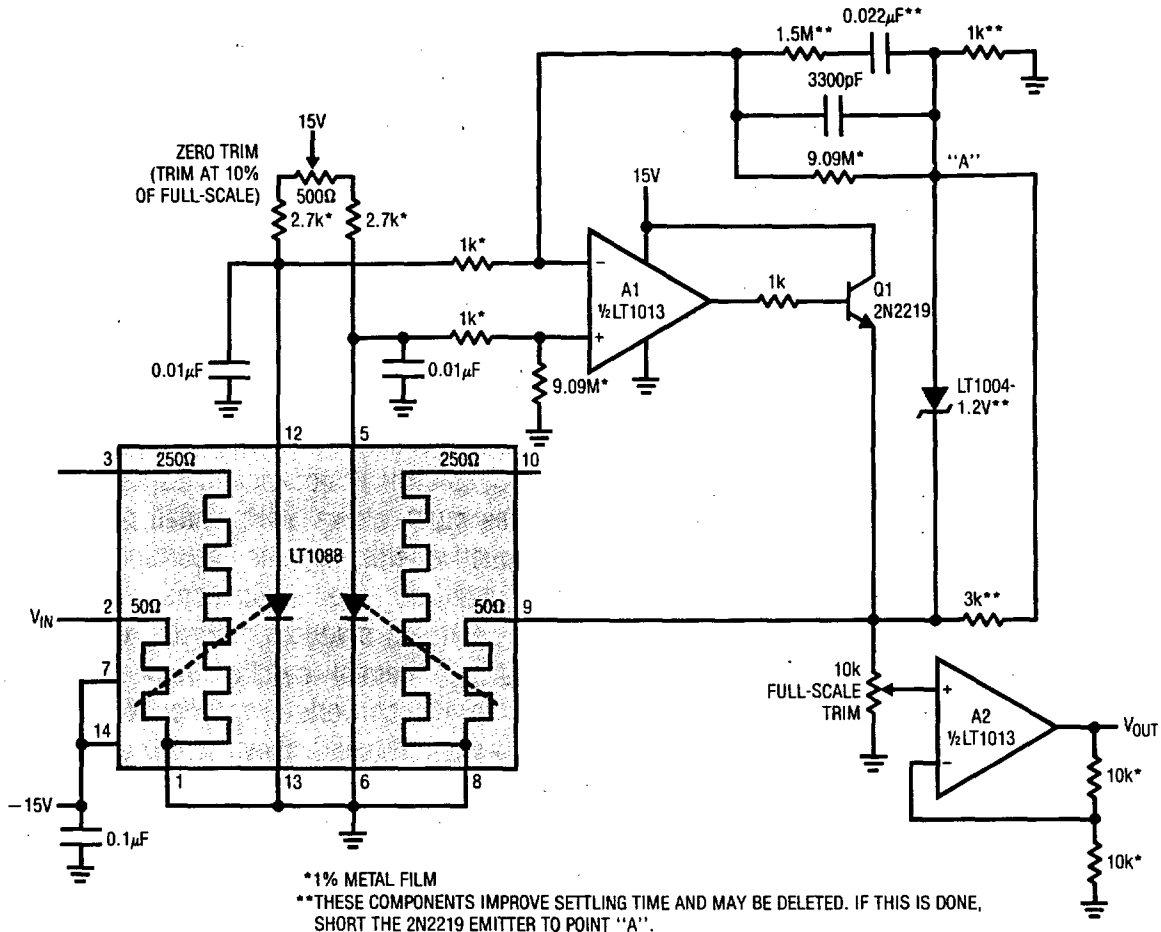 0.022µF**
1.5M**
1k**
3300pF
15V
ZERO TRIM
(TRIM AT 10%
OF FULL-SCALE)
500Ω
2.7k*
2.7k*
9.09M*
"A"
15V
1k*
A1
½LT1013
1k
Q1
2N2219
1k*
0.01µF
0.01µF
9.09M*
LT1004-
1.2V**
12
5
3
250Ω
250Ω
10
LT1088
VIN
2
50Ω
50Ω
9
3k**
7
10k
FULL-SCALE
TRIM
A2
½LT1013
VOUT
14
1
13
6
8
10k*
–15V
0.1µF
10k*
*1% METAL FILM
**THESE COMPONENTS IMPROVE SETTLING TIME AND MAY BE DELETED. IF THIS IS DONE,
SHORT THE 2N2219 EMITTER TO POINT "A".